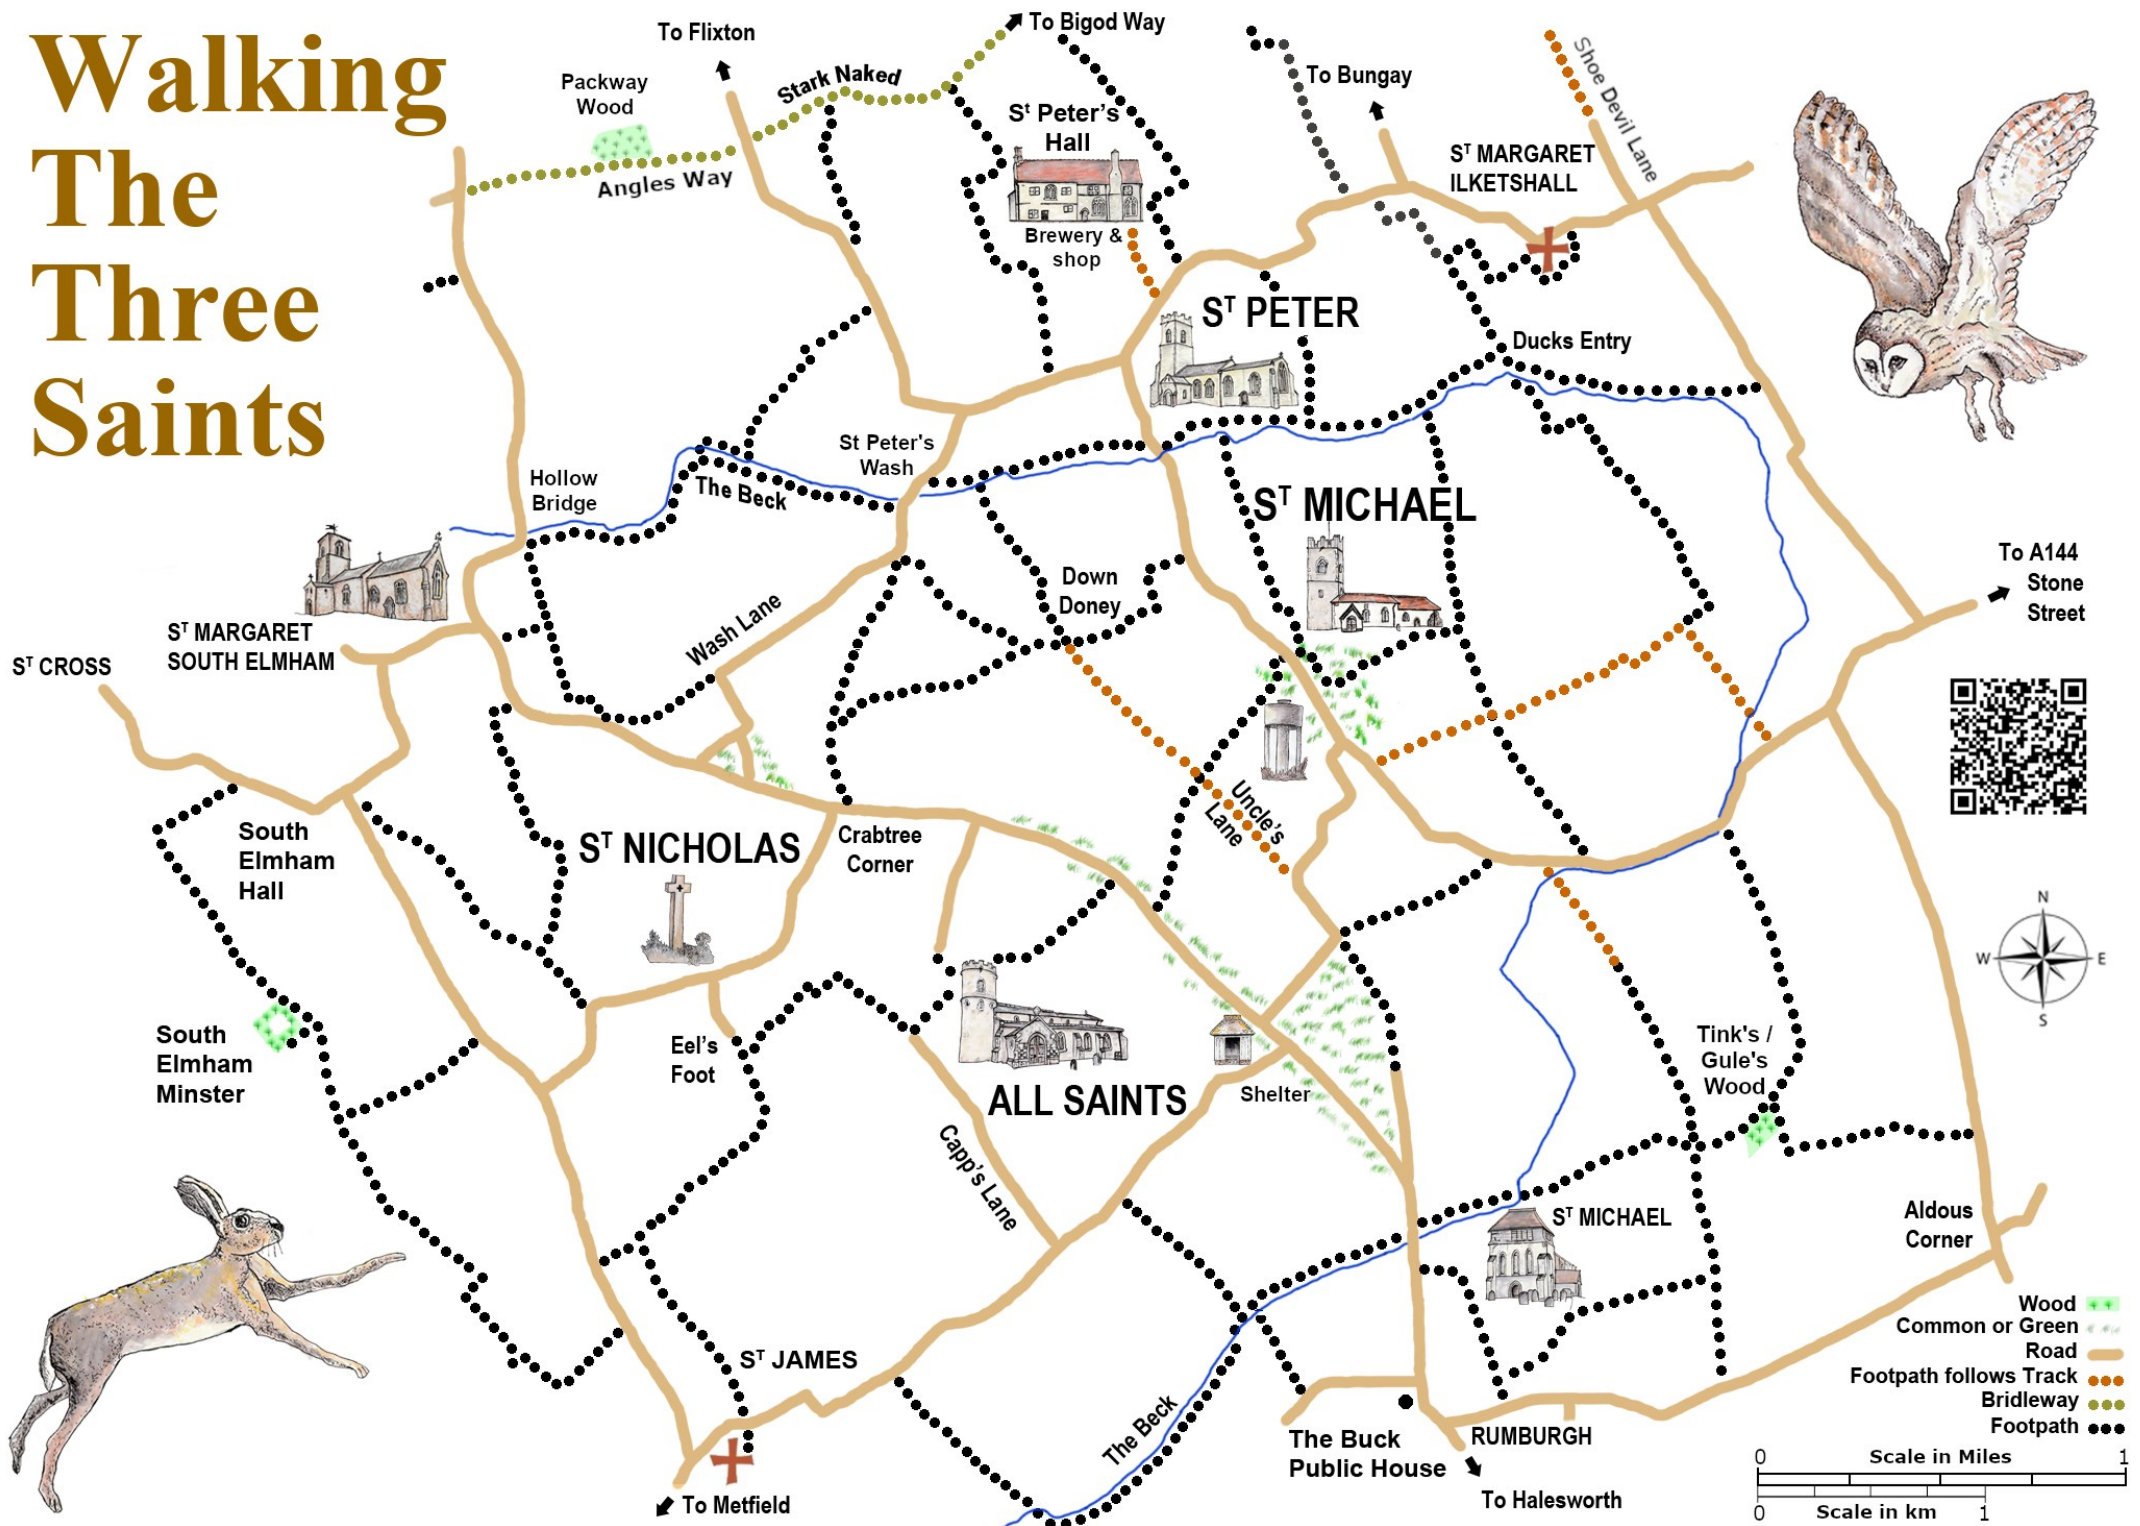 Walking
The
Three
Saints
To Flixton
To Bigod Way
Packway
Wood
Stark Naked
Angles Way
Sᵗ Peter's
Hall
Brewery &
shop
To Bungay
Shoe Devil Lane
Sᵀ MARGARET
ILKETSHALL
Sᵀ PETER
Ducks Entry
St Peter's
Wash
Hollow
Bridge
The Beck
Sᵀ MICHAEL
Down
Doney
To A144
Stone
Street
Wash Lane
Sᵀ MARGARET
SOUTH ELMHAM
Sᵀ CROSS
South
Elmham
Hall
Sᵀ NICHOLAS
Crabtree
Corner
Uncle's
Lane
N
W
E
S
South
Elmham
Minster
Eel's
Foot
ALL SAINTS
Shelter
Tink's /
Gule's
Wood
Capp's Lane
Sᵀ MICHAEL
Aldous
Corner
Sᵀ JAMES
The Beck
The Buck
Public House
RUMBURGH
To Metfield
To Halesworth
Wood
Common or Green
Road
Footpath follows Track
Bridleway
Footpath
0 Scale in Miles 1
0 Scale in km 1